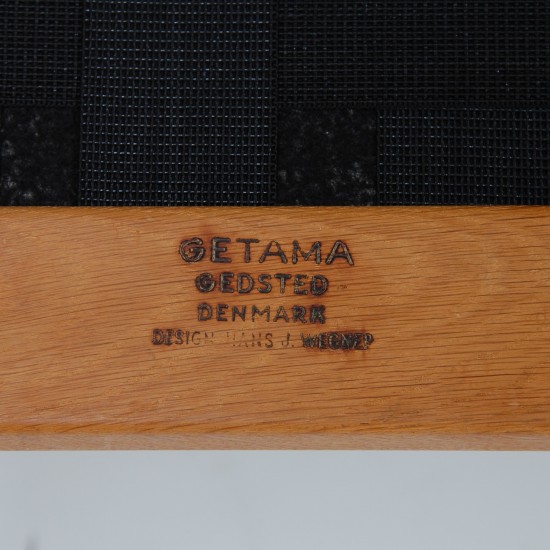 GETAMA
GEDSTED
DENMARK
DESIGN HANS J. WEGNER